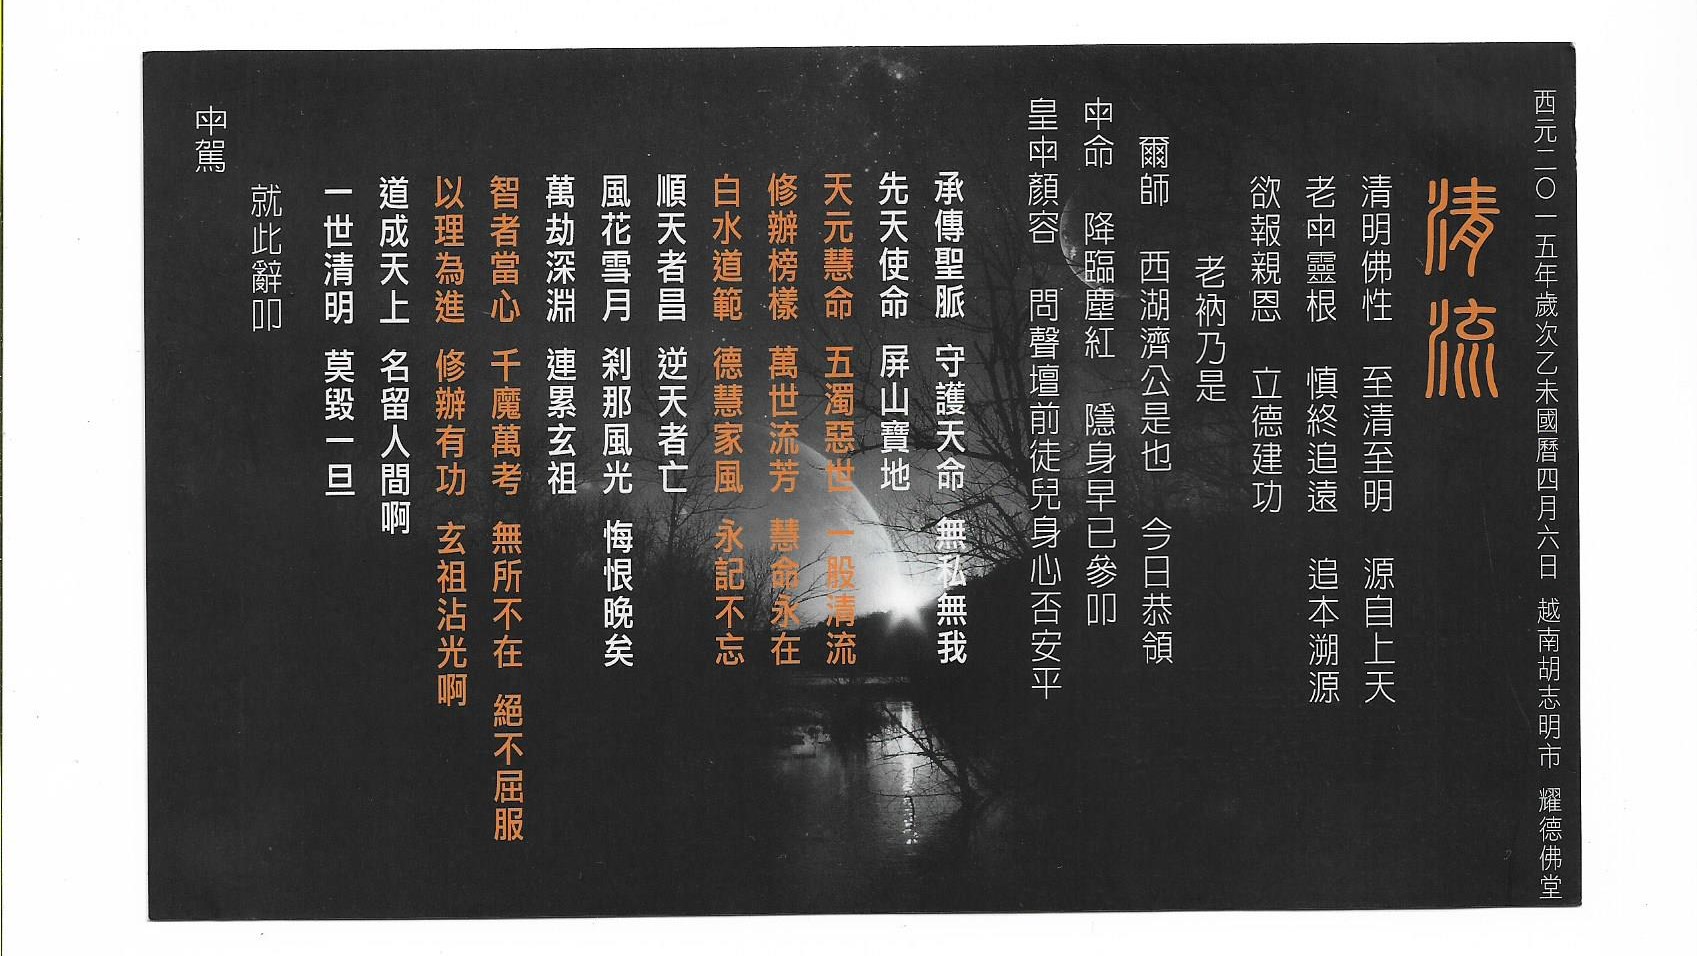 西元二〇一五年歲次乙未國曆四月六日 越南胡志明市 耀德佛堂
清流
清明佛性 至清至明 源自上天
老靈根 慎終追遠 追本溯源
欲報親恩 立德建功
老衲乃是
爾師 西湖濟公是也 今日恭領
命 降臨塵紅 隱身早已參叩
皇顏容 問聲壇前徒兒身心否安平
承傳聖脈 守護天命 無私無我
先天使命 屏山寶地
天元慧命 五濁惡世 一股清流
修辦榜樣 萬世流芳 慧命永在
白水道範 德慧家風 永記不忘
順天者昌 逆天者亡
風花雪月 剎那風光 悔恨晚矣
萬劫深淵 連累玄祖
智者當心 千魔萬考 無所不在 絕不屈服
以理為進 修辦有功 玄祖沾光啊
道成天上 名留人間啊
一世清明 莫毀一旦
就此辭叩
駕